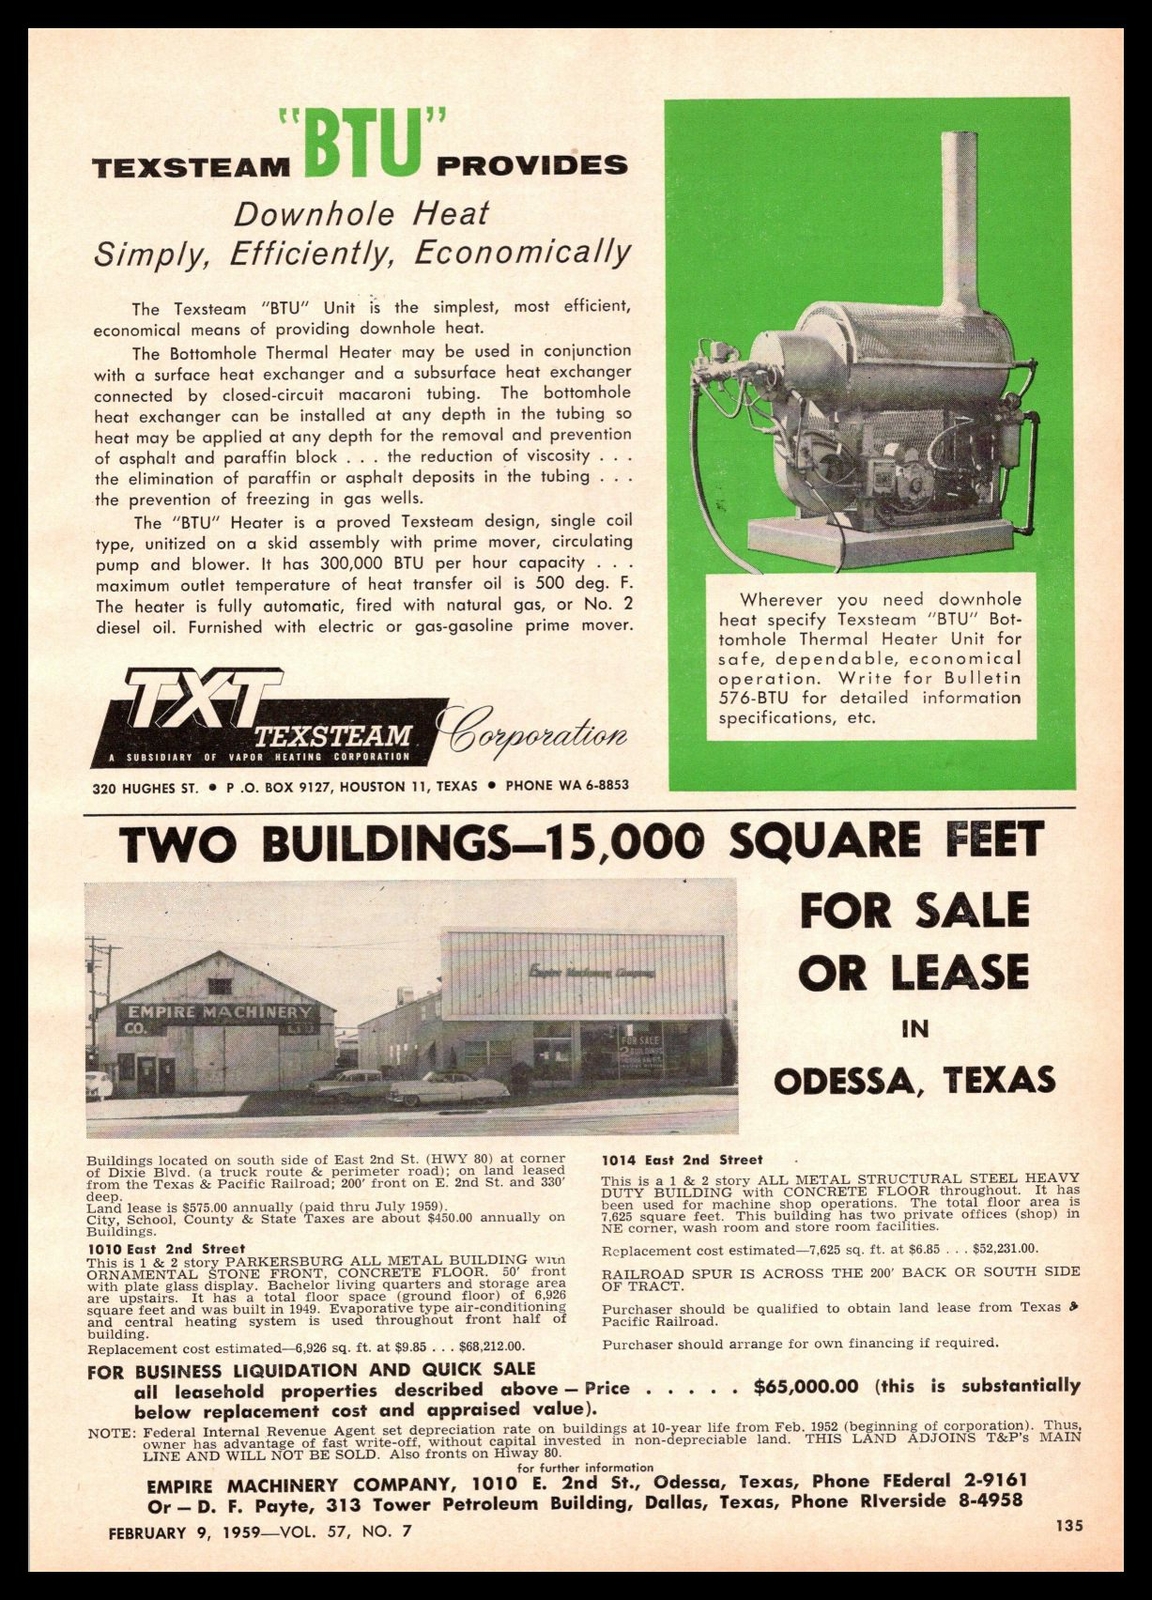 "BTU"
TEXSTEAM PROVIDES
Downhole Heat
Simply, Efficiently, Economically
The Texsteam "BTU" Unit is the simplest, most efficient,
economical means of providing downhole heat.
The Bottomhole Thermal Heater may be used in conjunction
with a surface heat exchanger and a subsurface heat exchanger
connected by closed-circuit macaroni tubing. The bottomhole
heat exchanger can be installed at any depth in the tubing so
heat may be applied at any depth for the removal and prevention
of asphalt and paraffin block . . . the reduction of viscosity . . .
the elimination of paraffin or asphalt deposits in the tubing . . .
the prevention of freezing in gas wells.
The "BTU" Heater is a proved Texsteam design, single coil
type, unitized on a skid assembly with prime mover, circulating
pump and blower. It has 300,000 BTU per hour capacity . . .
maximum outlet temperature of heat transfer oil is 500 deg. F.
The heater is fully automatic, fired with natural gas, or No. 2
diesel oil. Furnished with electric or gas-gasoline prime mover.
TXT
TEXSTEAM Corporation
A SUBSIDIARY OF VAPOR HEATING CORPORATION
320 HUGHES ST. • P .O. BOX 9127, HOUSTON 11, TEXAS • PHONE WA 6-8853
Wherever you need downhole
heat specify Texsteam "BTU" Bot-
tomhole Thermal Heater Unit for
safe, dependable, economical
operation. Write for Bulletin
576-BTU for detailed information
specifications, etc.
TWO BUILDINGS—15,000 SQUARE FEET
FOR SALE
OR LEASE
IN
ODESSA, TEXAS
EMPIRE MACHINERY
CO. LTD
Empire Machinery Company
FOR SALE
2 BUILDINGS
Buildings located on south side of East 2nd St. (HWY 80) at corner
of Dixie Blvd. (a truck route & perimeter road); on land leased
from the Texas & Pacific Railroad; 200' front on E. 2nd St. and 330'
deep.
Land lease is $575.00 annually (paid thru July 1959).
City, School, County & State Taxes are about $450.00 annually on
Buildings.
1010 East 2nd Street
This is 1 & 2 story PARKERSBURG ALL METAL BUILDING with
ORNAMENTAL STONE FRONT, CONCRETE FLOOR. 50' front
with plate glass display. Bachelor living quarters and storage area
are upstairs. It has a total floor space (ground floor) of 6,926
square feet and was built in 1949. Evaporative type air-conditioning
and central heating system is used throughout front half of
building.
Replacement cost estimated—6,926 sq. ft. at $9.85 . . . $68,212.00.
1014 East 2nd Street
This is a 1 & 2 story ALL METAL STRUCTURAL STEEL HEAVY
DUTY BUILDING with CONCRETE FLOOR throughout. It has
been used for machine shop operations. The total floor area is
7,625 square feet. This building has two private offices (shop) in
NE corner, wash room and store room facilities.
Replacement cost estimated—7,625 sq. ft. at $6.85 . . . $52,231.00.
RAILROAD SPUR IS ACROSS THE 200' BACK OR SOUTH SIDE
OF TRACT.
Purchaser should be qualified to obtain land lease from Texas &
Pacific Railroad.
Purchaser should arrange for own financing if required.
FOR BUSINESS LIQUIDATION AND QUICK SALE
all leasehold properties described above — Price . . . . . $65,000.00 (this is substantially
below replacement cost and appraised value).
NOTE: Federal Internal Revenue Agent set depreciation rate on buildings at 10-year life from Feb. 1952 (beginning of corporation). Thus,
owner has advantage of fast write-off, without capital invested in non-depreciable land. THIS LAND ADJOINS T&P's MAIN
LINE AND WILL NOT BE SOLD. Also fronts on Hiway 80.
for further information
EMPIRE MACHINERY COMPANY, 1010 E. 2nd St., Odessa, Texas, Phone FEderal 2-9161
Or — D. F. Payte, 313 Tower Petroleum Building, Dallas, Texas, Phone RIverside 8-4958
FEBRUARY 9, 1959—VOL. 57, NO. 7
135